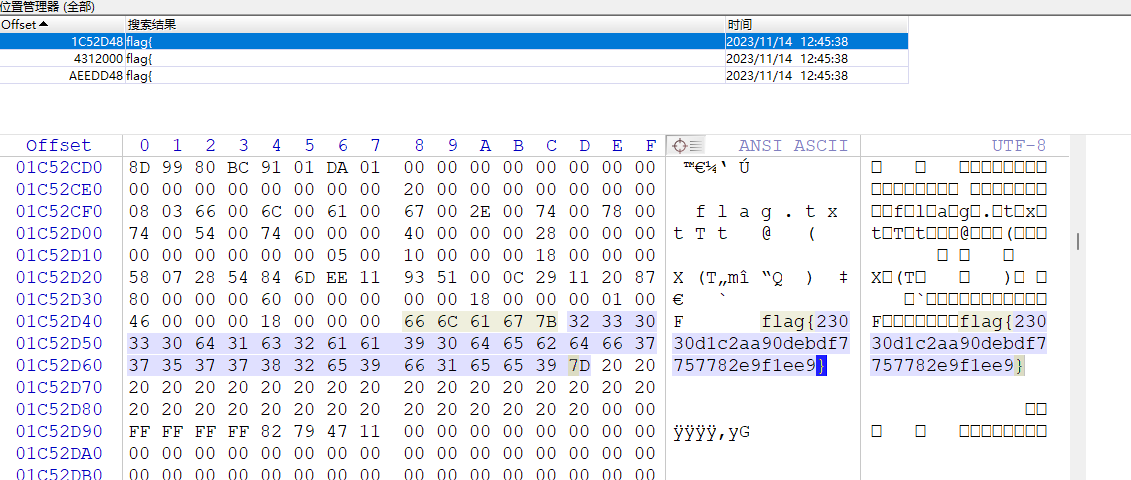 位置管理器 (全部)
Offset 搜索结果 时间
1C52D48 flag{ 2023/11/14 12:45:38
4312000 flag{ 2023/11/14 12:45:38
AEEDD48 flag{ 2023/11/14 12:45:38
Offset 0 1 2 3 4 5 6 7 8 9 A B C D E F ANSI ASCII UTF-8
01C52CD0 8D 99 80 BC 91 01 DA 01 00 00 00 00 00 00 00 00 ™€¼‘ Ú
01C52CE0 00 00 00 00 00 00 00 00 20 00 00 00 00 00 00 00
01C52CF0 08 03 66 00 6C 00 61 00 67 00 2E 00 74 00 78 00 f l a g . t x f l a g . t x
01C52D00 74 00 54 00 74 00 00 00 40 00 00 00 28 00 00 00 t T t @ ( t T t @ (
01C52D10 00 00 00 00 00 00 05 00 10 00 00 00 18 00 00 00
01C52D20 58 07 28 54 84 6D EE 11 93 51 00 0C 29 11 20 87 X (T„mî “Q ) ‡ X (T )
01C52D30 80 00 00 00 60 00 00 00 00 00 18 00 00 00 01 00 € ` `
01C52D40 46 00 00 00 18 00 00 00 66 6C 61 67 7B 32 33 30 F flag{230 F flag{230
01C52D50 33 30 64 31 63 32 61 61 39 30 64 65 62 64 66 37 30d1c2aa90debdf7 30d1c2aa90debdf7
01C52D60 37 35 37 37 38 32 65 39 66 31 65 65 39 7D 20 20 757782e9f1ee9} 757782e9f1ee9}
01C52D70 20 20 20 20 20 20 20 20 20 20 20 20 20 20 20 20
01C52D80 20 20 20 20 20 20 20 20 20 20 20 20 20 20 00 00
01C52D90 FF FF FF FF 82 79 47 11 00 00 00 00 00 00 00 00 ÿÿÿÿ‚yG
01C52DA0 00 00 00 00 00 00 00 00 00 00 00 00 00 00 00 00
01C52DB0 00 00 00 00 00 00 00 00 00 00 00 00 00 00 00 00